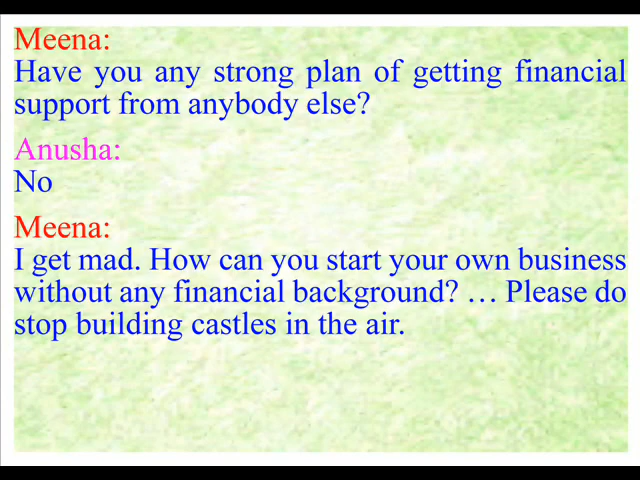 Meena:
Have you any strong plan of getting financial
support from anybody else?
Anusha:
No
Meena:
I get mad. How can you start your own business
without any financial background? … Please do
stop building castles in the air.